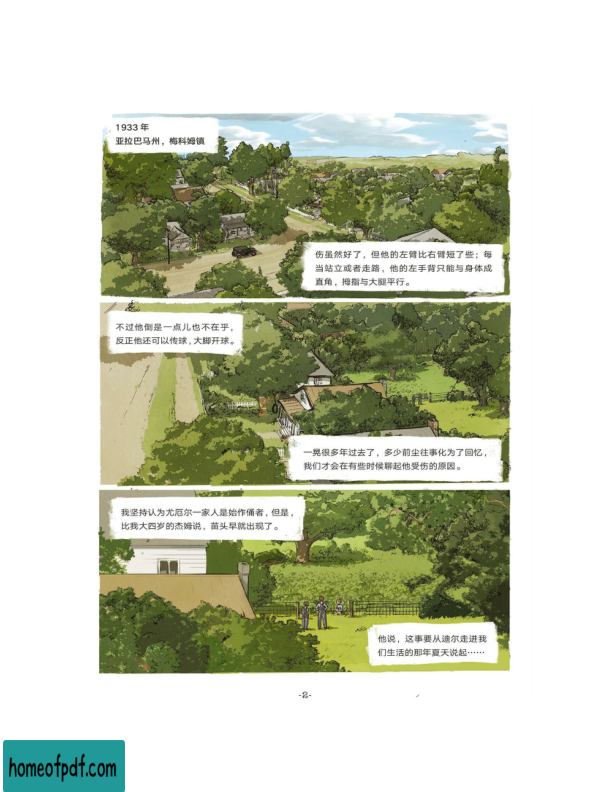 1933 年
亚拉巴马州，梅科姆镇
伤虽然好了，但他的左臂比右臂短了些；每
当站立或者走路，他的左手背只能与身体成
直角，拇指与大腿平行。
不过他倒是一点儿也不在乎，
反正他还可以传球，大脚开球。
一晃很多年过去了，多少前尘往事化为了回忆，
我们才会在有些时候聊起他受伤的原因。
我坚持认为尤厄尔一家人是始作俑者，但是，
比我大四岁的杰姆说，苗头早就出现了。
他说，这事要从迪尔走进我
们生活的那年夏天说起……
-2-
homeofpdf.com